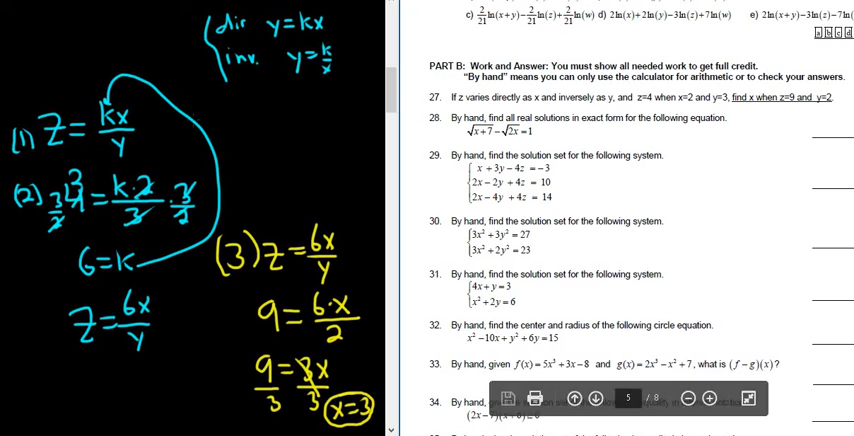 dir y = kx
inv. y = k/x
(1) z = kx/y
(2) 3/2 · 4 = k·2/3 · 3/2
6 = k
z = 6x/y
(3) z = 6x/y
9 = 6·x/2
9/3 = 3x/3
x = 3
c) 2/21 ln(x+y) − 2/21 ln(z) + 2/21 ln(w) d) 2ln(x)+2ln(y)−3ln(z)+7ln(w) e) 2ln(x+y)−3ln(z)−7ln(
a b c d
PART B: Work and Answer: You must show all needed work to get full credit.
"By hand" means you can only use the calculator for arithmetic or to check your answers.
27. If z varies directly as x and inversely as y, and z=4 when x=2 and y=3, find x when z=9 and y=2.
28. By hand, find all real solutions in exact form for the following equation.
√x+7 − √2x = 1
29. By hand, find the solution set for the following system.
x + 3y − 4z = −3
2x − 2y + 4z = 10
2x − 4y + 4z = 14
30. By hand, find the solution set for the following system.
3x² + 3y² = 27
3x² + 2y² = 23
31. By hand, find the solution set for the following system.
4x + y = 3
x² + 2y = 6
32. By hand, find the center and radius of the following circle equation.
x² − 10x + y² + 6y = 15
33. By hand, given f(x) = 5x³ + 3x − 8 and g(x) = 2x³ − x² + 7, what is (f − g)(x)?
5 / 8
34. By hand,